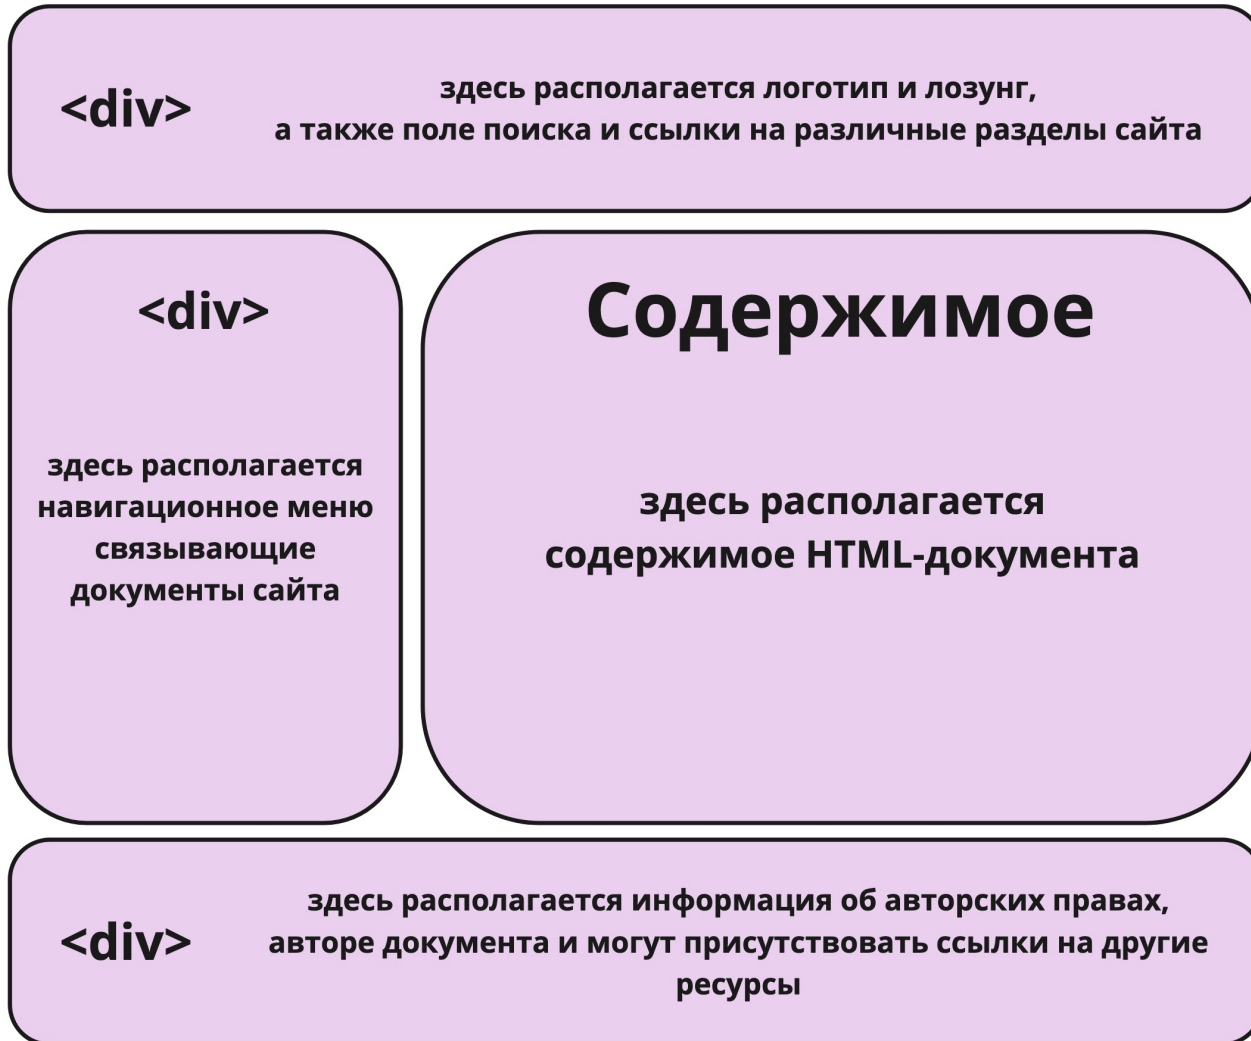 <div>
здесь располагается логотип и лозунг,
а также поле поиска и ссылки на различные разделы сайта
<div>
здесь располагается
навигационное меню
связывающие
документы сайта
Содержимое
здесь располагается
содержимое HTML-документа
<div>
здесь располагается информация об авторских правах,
авторе документа и могут присутствовать ссылки на другие
ресурсы